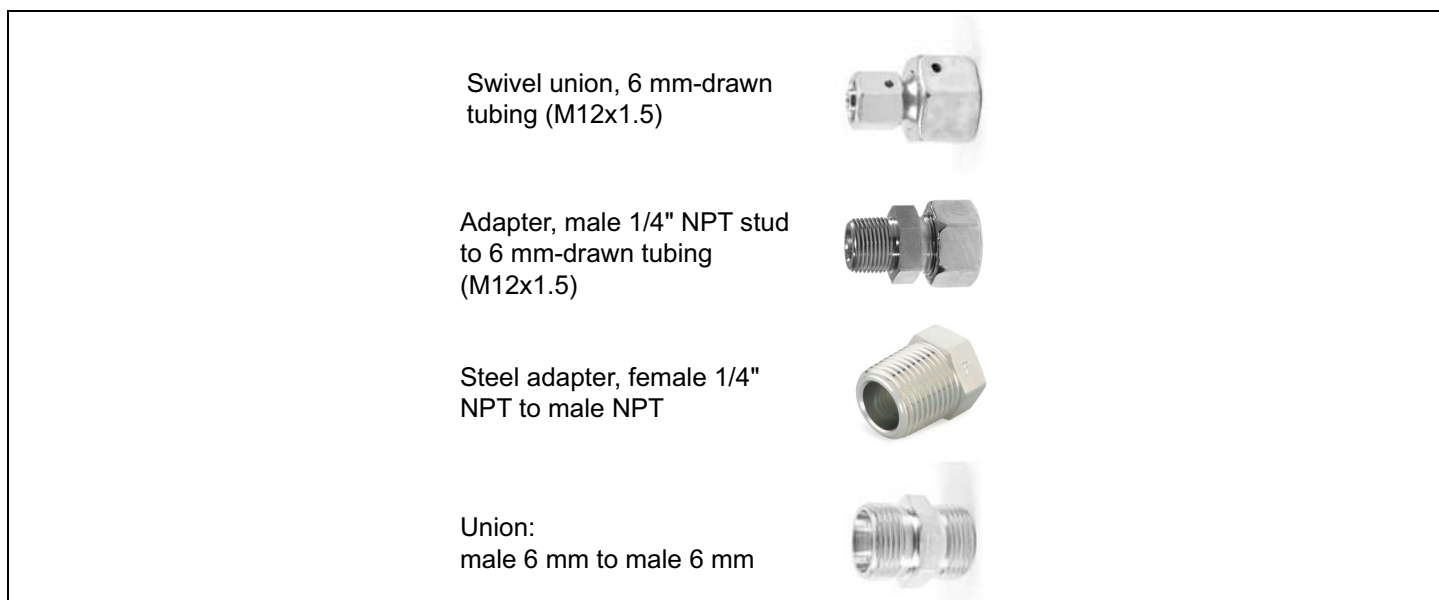 Swivel union, 6 mm-drawn
tubing (M12x1.5)
Adapter, male 1/4" NPT stud
to 6 mm-drawn tubing
(M12x1.5)
Steel adapter, female 1/4"
NPT to male NPT
Union:
male 6 mm to male 6 mm